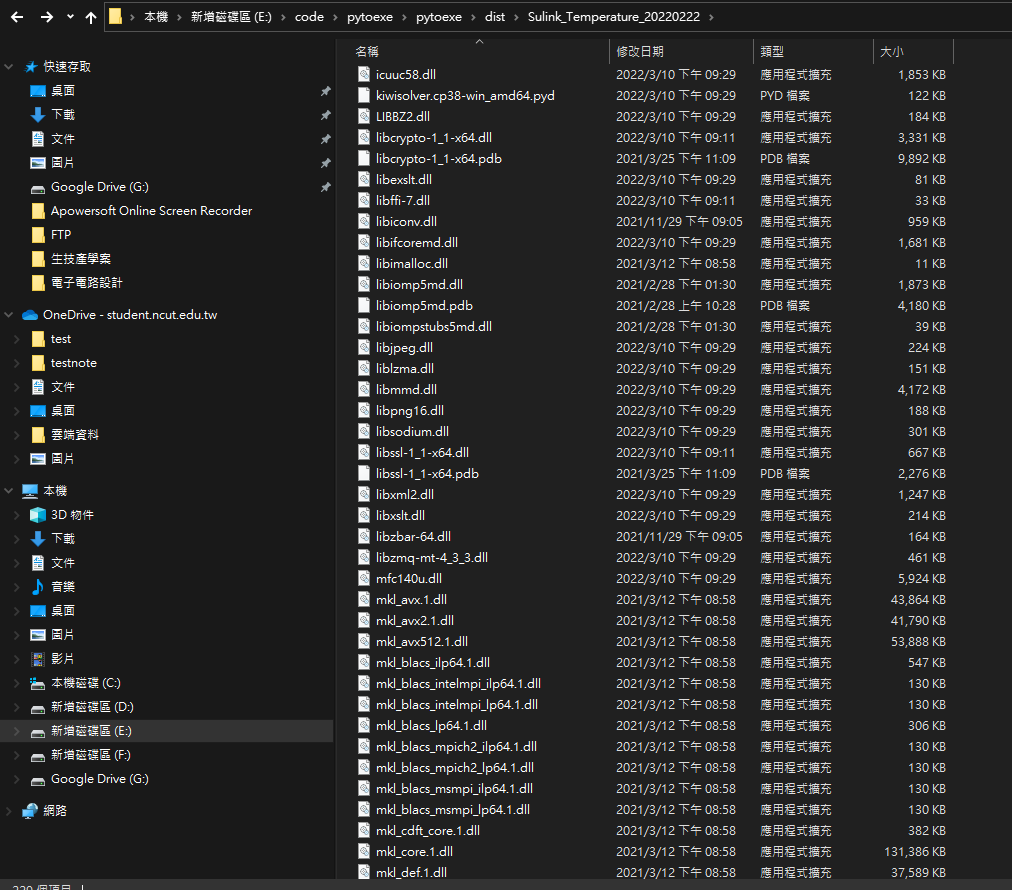 本機 › 新增磁碟區 (E:) › code › pytoexe › pytoexe › dist › Sulink_Temperature_20220222 ›
快速存取
桌面
下載
文件
圖片
Google Drive (G:)
Apowersoft Online Screen Recorder
FTP
生技產學案
電子電路設計
OneDrive - student.ncut.edu.tw
test
testnote
文件
桌面
雲端資料
圖片
本機
3D 物件
下載
文件
音樂
桌面
圖片
影片
本機磁碟 (C:)
新增磁碟區 (D:)
新增磁碟區 (E:)
新增磁碟區 (F:)
Google Drive (G:)
網路
名稱 修改日期 類型 大小
icuuc58.dll 2022/3/10 下午 09:29 應用程式擴充 1,853 KB
kiwisolver.cp38-win_amd64.pyd 2022/3/10 下午 09:29 PYD 檔案 122 KB
LIBBZ2.dll 2022/3/10 下午 09:29 應用程式擴充 184 KB
libcrypto-1_1-x64.dll 2022/3/10 下午 09:11 應用程式擴充 3,331 KB
libcrypto-1_1-x64.pdb 2021/3/25 下午 11:09 PDB 檔案 9,892 KB
libexslt.dll 2022/3/10 下午 09:29 應用程式擴充 81 KB
libffi-7.dll 2022/3/10 下午 09:11 應用程式擴充 33 KB
libiconv.dll 2021/11/29 下午 09:05 應用程式擴充 959 KB
libifcoremd.dll 2022/3/10 下午 09:29 應用程式擴充 1,681 KB
libimalloc.dll 2021/3/12 下午 08:58 應用程式擴充 11 KB
libiomp5md.dll 2021/2/28 下午 01:30 應用程式擴充 1,873 KB
libiomp5md.pdb 2021/2/28 上午 10:28 PDB 檔案 4,180 KB
libiompstubs5md.dll 2021/2/28 下午 01:30 應用程式擴充 39 KB
libjpeg.dll 2022/3/10 下午 09:29 應用程式擴充 224 KB
liblzma.dll 2022/3/10 下午 09:29 應用程式擴充 151 KB
libmmd.dll 2022/3/10 下午 09:29 應用程式擴充 4,172 KB
libpng16.dll 2022/3/10 下午 09:29 應用程式擴充 188 KB
libsodium.dll 2022/3/10 下午 09:29 應用程式擴充 301 KB
libssl-1_1-x64.dll 2022/3/10 下午 09:11 應用程式擴充 667 KB
libssl-1_1-x64.pdb 2021/3/25 下午 11:09 PDB 檔案 2,276 KB
libxml2.dll 2022/3/10 下午 09:29 應用程式擴充 1,247 KB
libxslt.dll 2022/3/10 下午 09:29 應用程式擴充 214 KB
libzbar-64.dll 2021/11/29 下午 09:05 應用程式擴充 164 KB
libzmq-mt-4_3_3.dll 2022/3/10 下午 09:29 應用程式擴充 461 KB
mfc140u.dll 2022/3/10 下午 09:29 應用程式擴充 5,924 KB
mkl_avx.1.dll 2021/3/12 下午 08:58 應用程式擴充 43,864 KB
mkl_avx2.1.dll 2021/3/12 下午 08:58 應用程式擴充 41,790 KB
mkl_avx512.1.dll 2021/3/12 下午 08:58 應用程式擴充 53,888 KB
mkl_blacs_ilp64.1.dll 2021/3/12 下午 08:58 應用程式擴充 547 KB
mkl_blacs_intelmpi_ilp64.1.dll 2021/3/12 下午 08:58 應用程式擴充 130 KB
mkl_blacs_intelmpi_lp64.1.dll 2021/3/12 下午 08:58 應用程式擴充 130 KB
mkl_blacs_lp64.1.dll 2021/3/12 下午 08:58 應用程式擴充 306 KB
mkl_blacs_mpich2_ilp64.1.dll 2021/3/12 下午 08:58 應用程式擴充 130 KB
mkl_blacs_mpich2_lp64.1.dll 2021/3/12 下午 08:58 應用程式擴充 130 KB
mkl_blacs_msmpi_ilp64.1.dll 2021/3/12 下午 08:58 應用程式擴充 130 KB
mkl_blacs_msmpi_lp64.1.dll 2021/3/12 下午 08:58 應用程式擴充 130 KB
mkl_cdft_core.1.dll 2021/3/12 下午 08:58 應用程式擴充 382 KB
mkl_core.1.dll 2021/3/12 下午 08:58 應用程式擴充 131,386 KB
mkl_def.1.dll 2021/3/12 下午 08:58 應用程式擴充 37,589 KB